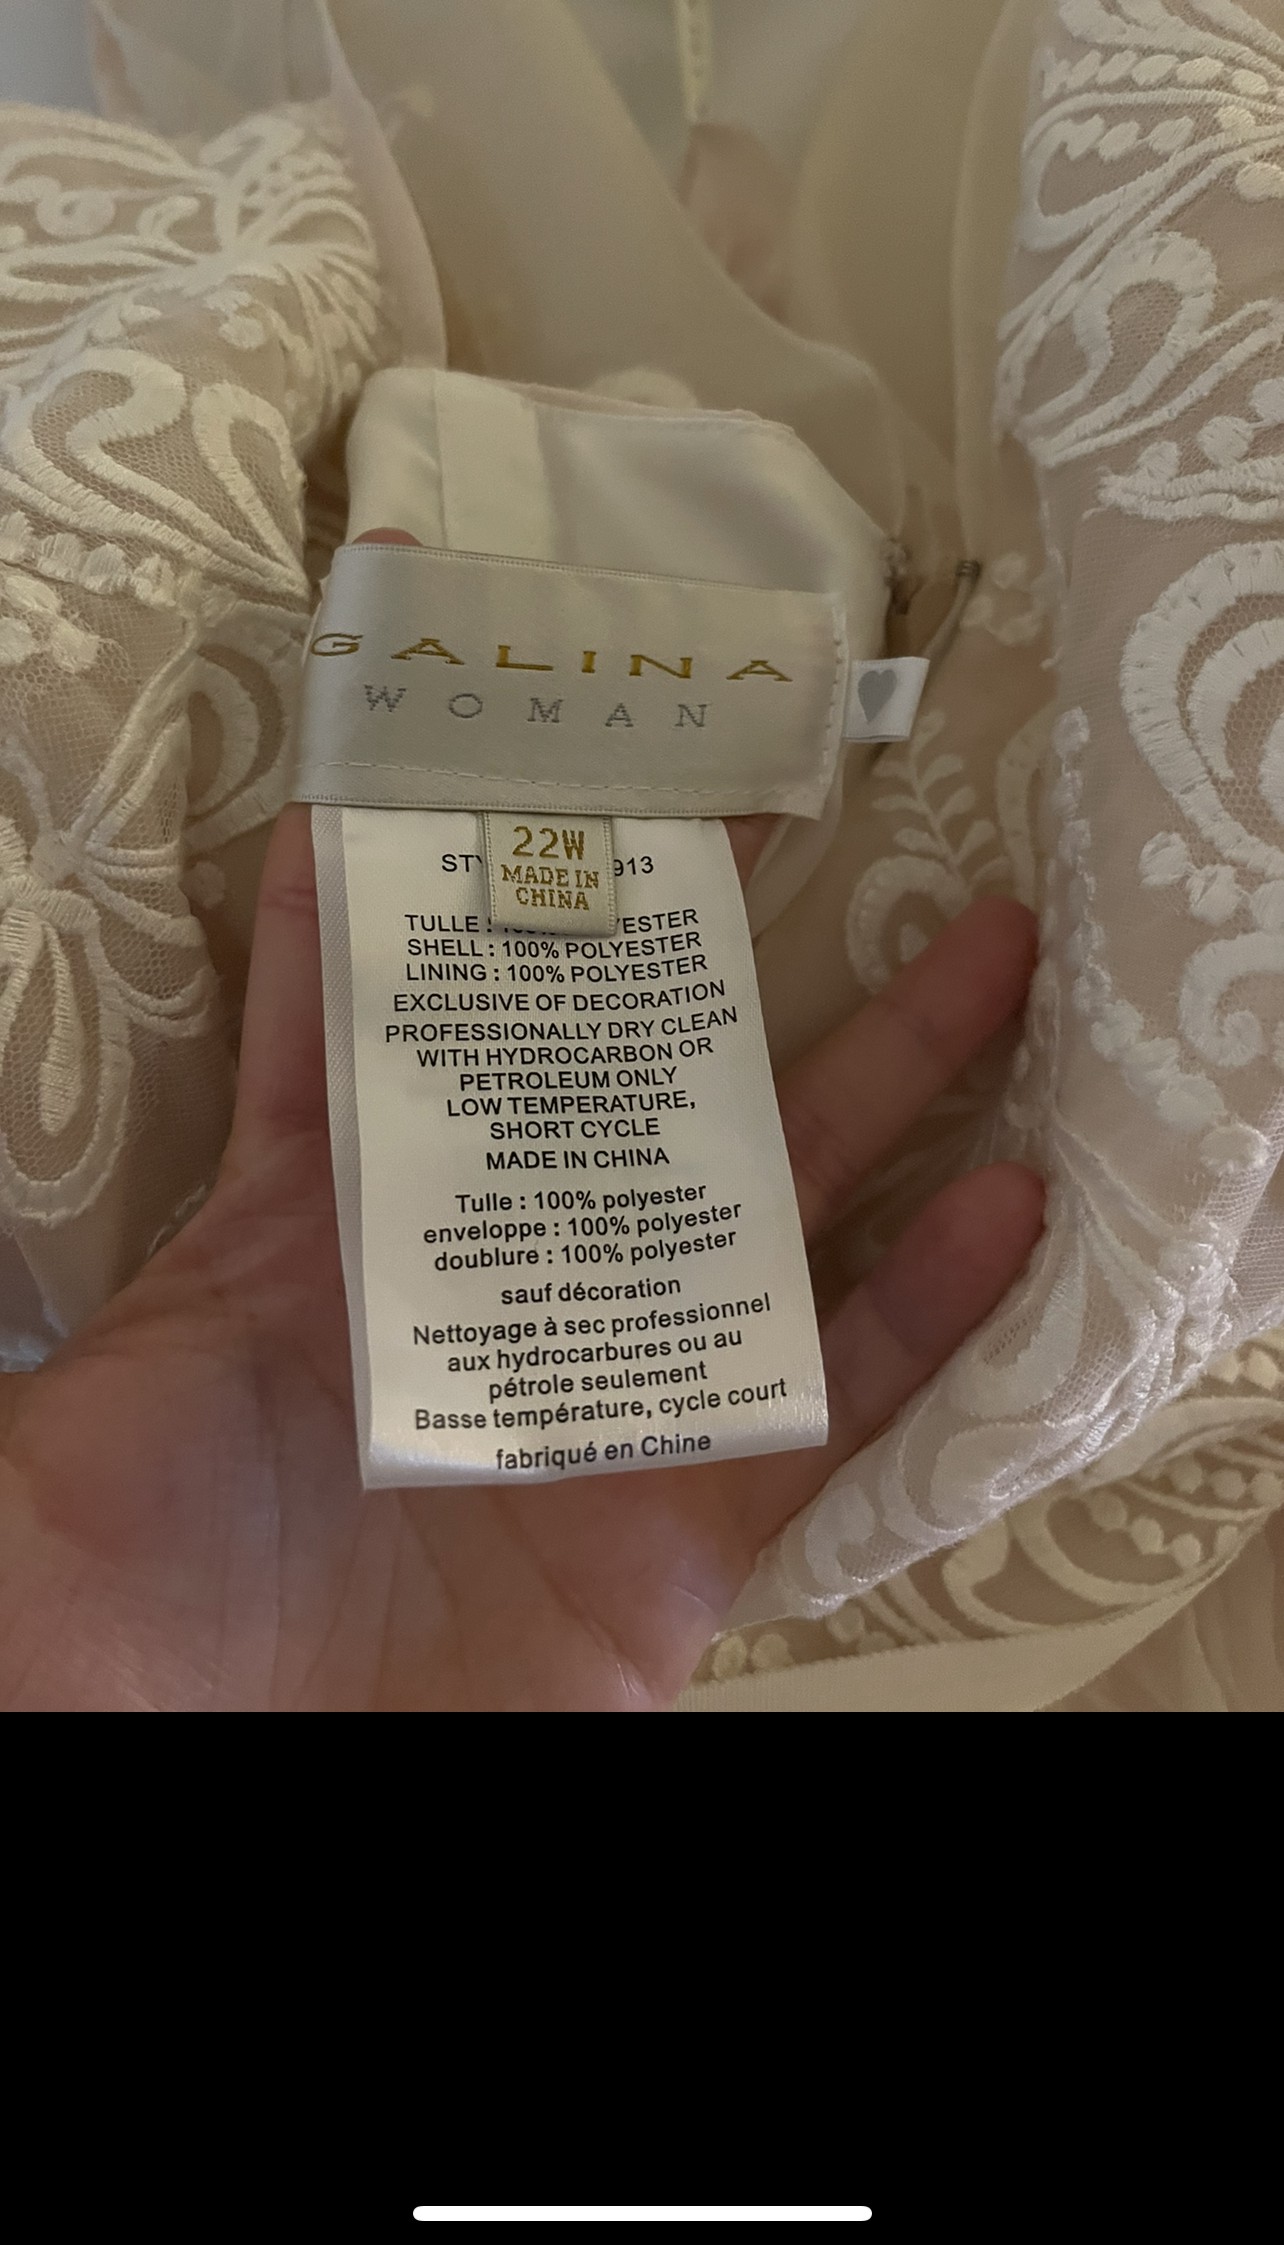 GALINA
WOMAN
22W
MADE IN
CHINA
913
TULLE :
SHELL : 100% POLYESTER
LINING : 100% POLYESTER
EXCLUSIVE OF DECORATION
PROFESSIONALLY DRY CLEAN
WITH HYDROCARBON OR
PETROLEUM ONLY
LOW TEMPERATURE,
SHORT CYCLE
MADE IN CHINA
Tulle : 100% polyester
enveloppe : 100% polyester
doublure : 100% polyester
sauf décoration
Nettoyage à sec professionnel
aux hydrocarbures ou au
pétrole seulement
Basse température, cycle court
fabriqué en Chine